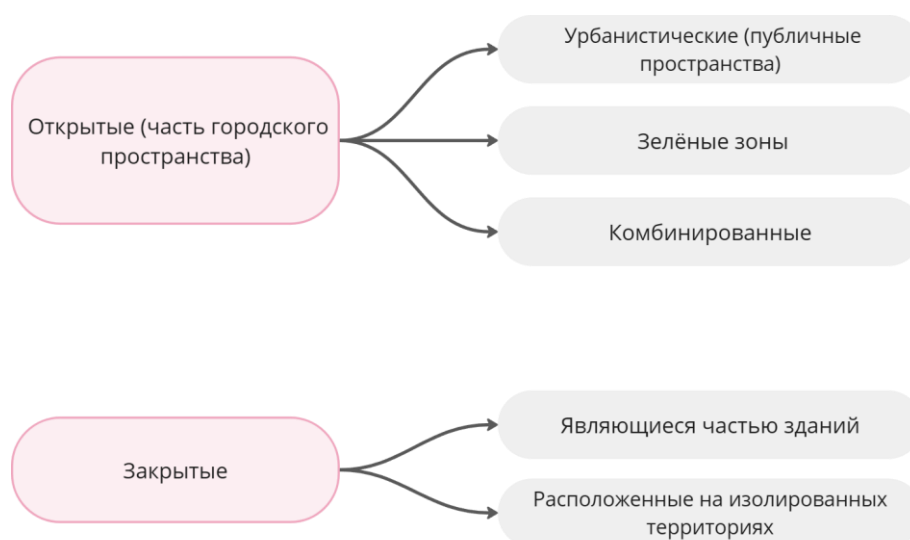 Открытые (часть городского
пространства)
Урбанистические (публичные
пространства)
Зелёные зоны
Комбинированные
Закрытые
Являющиеся частью зданий
Расположенные на изолированных
территориях